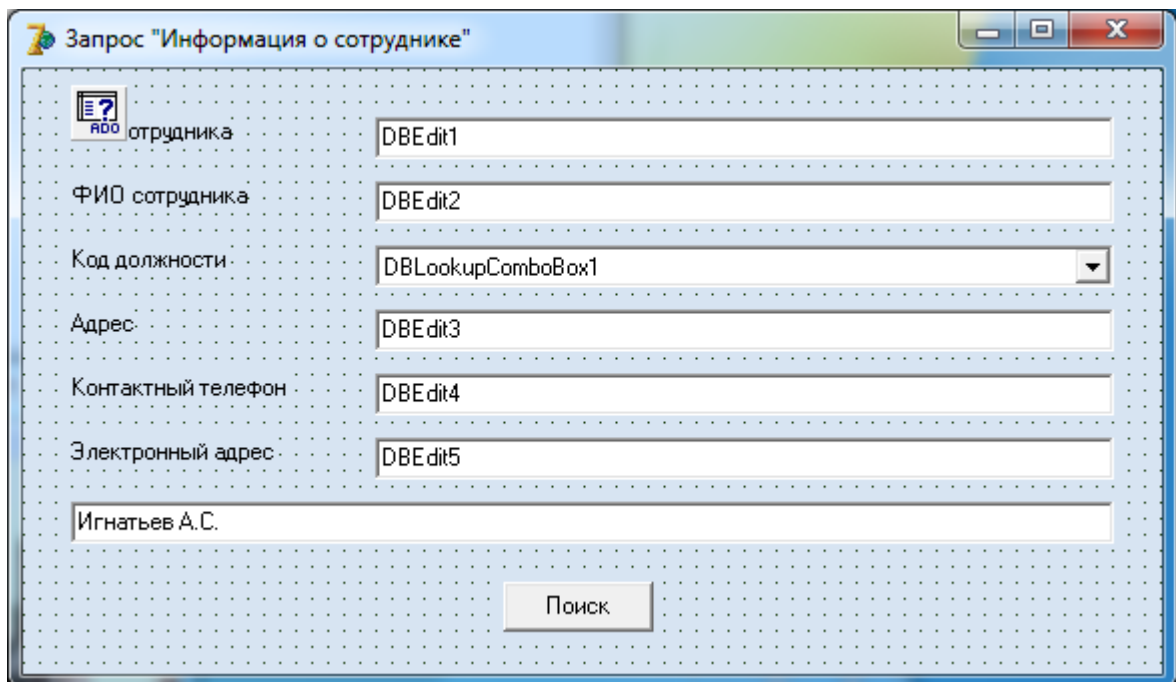 Запрос "Информация о сотруднике"
ADO
отрудника DBEdit1
ФИО сотрудника DBEdit2
Код должности DBLookupComboBox1
Адрес DBEdit3
Контактный телефон DBEdit4
Электронный адрес DBEdit5
Игнатьев А.С.
Поиск